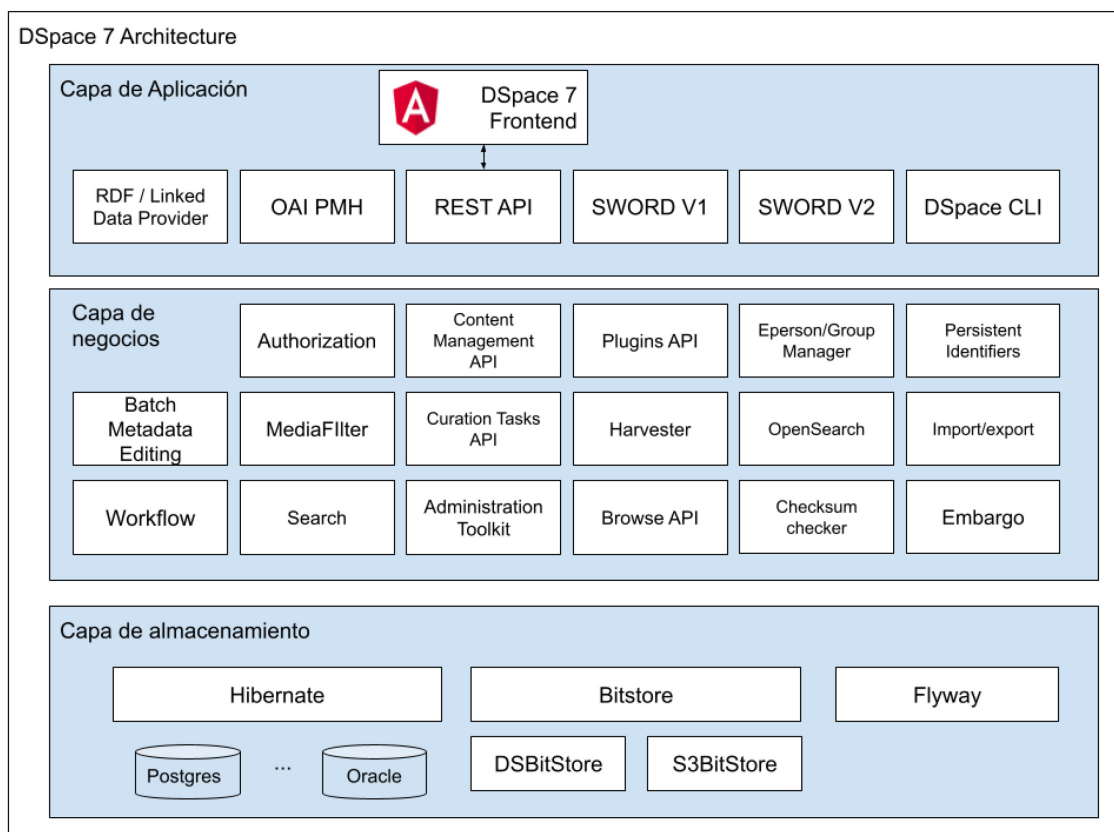 DSpace 7 Architecture
Capa de Aplicación
A
DSpace 7
Frontend
RDF / Linked
Data Provider
OAI PMH
REST API
SWORD V1
SWORD V2
DSpace CLI
Capa de
negocios
Authorization
Content
Management
API
Plugins API
Eperson/Group
Manager
Persistent
Identifiers
Batch
Metadata
Editing
MediaFIlter
Curation Tasks
API
Harvester
OpenSearch
Import/export
Workflow
Search
Administration
Toolkit
Browse API
Checksum
checker
Embargo
Capa de almacenamiento
Hibernate
Bitstore
Flyway
Postgres
...
Oracle
DSBitStore
S3BitStore